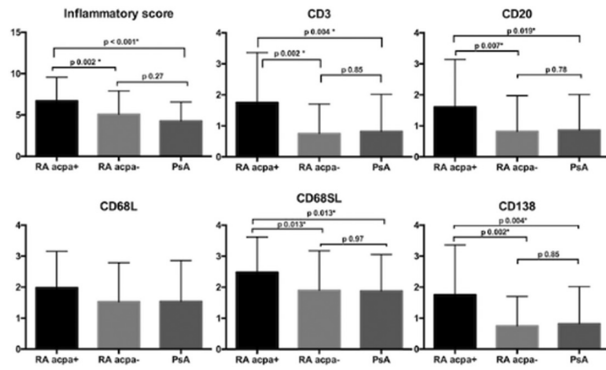 Inflammatory score
p < 0.001*
p 0.002 *
p 0.27
15
10
5
0
RA acpa+ RA acpa- PsA
CD3
p 0.004 *
p 0.002 *
p 0.85
4
3
2
1
0
RA acpa+ RA acpa- PsA
CD20
p 0.019*
p 0.007*
p 0.78
4
3
2
1
0
RA acpa+ RA acpa- PsA
CD68L
4
3
2
1
0
RA acpa+ RA acpa- PsA
CD68SL
p 0.013*
p 0.013*
p 0.97
4
3
2
1
0
RA acpa+ RA acpa- PsA
CD138
p 0.004*
p 0.002*
p 0.85
4
3
2
1
0
RA acpa+ RA acpa- PsA